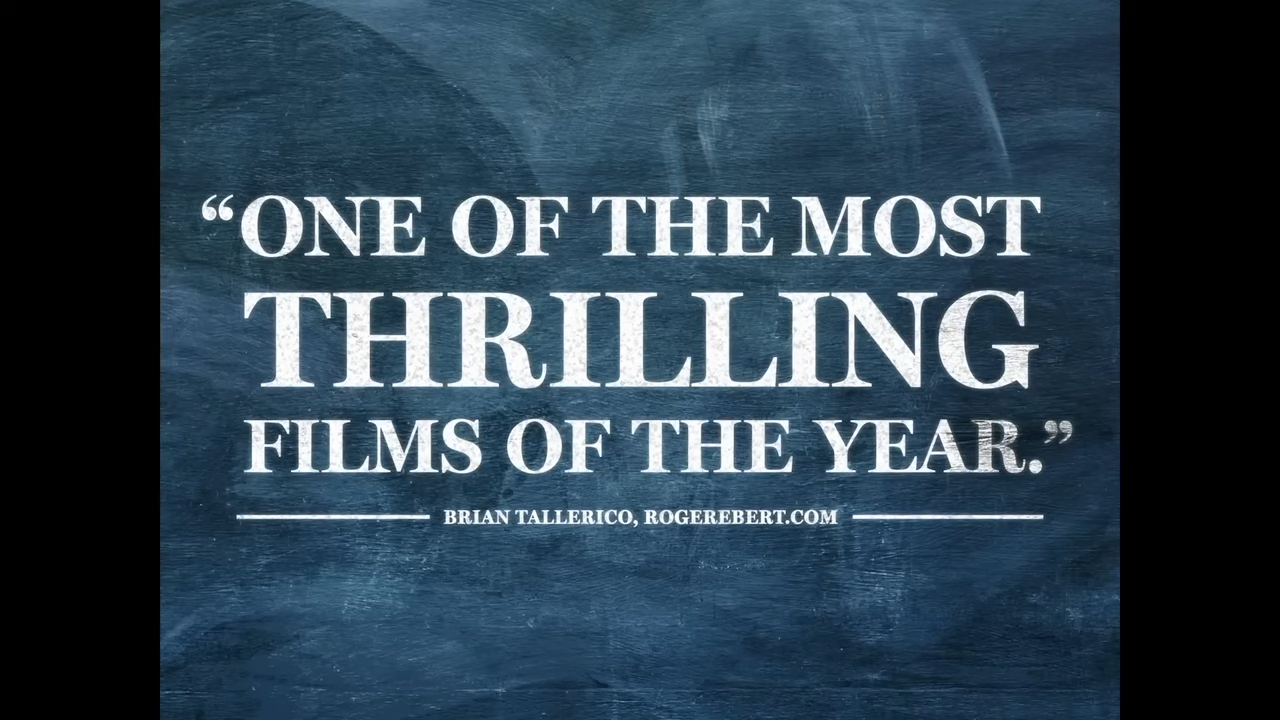 “ONE OF THE MOST
THRILLING
FILMS OF THE YEAR.”
BRIAN TALLERICO, ROGEREBERT.COM